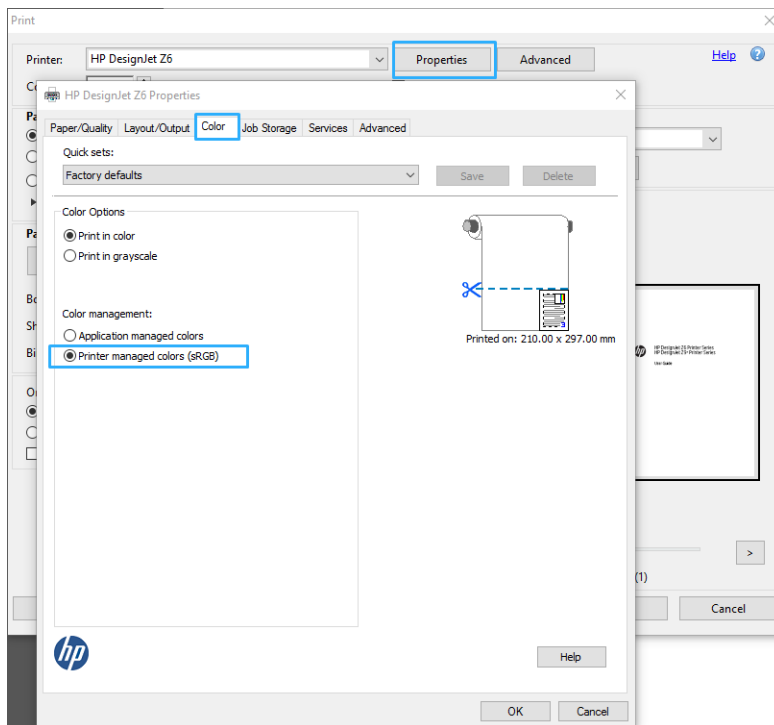 Print
Printer: HP DesignJet Z6 Properties Advanced Help ?
HP DesignJet Z6 Properties
Paper/Quality Layout/Output Color Job Storage Services Advanced
Quick sets:
Factory defaults Save Delete
Color Options
Print in color
Print in grayscale
Color management:
Application managed colors
Printer managed colors (sRGB)
Printed on: 210.00 x 297.00 mm
HP DesignJet Z6 Printer Series
HP DesignJet Z9+ Printer Series
User Guide
>
(1)
Cancel
hp
Help
OK Cancel